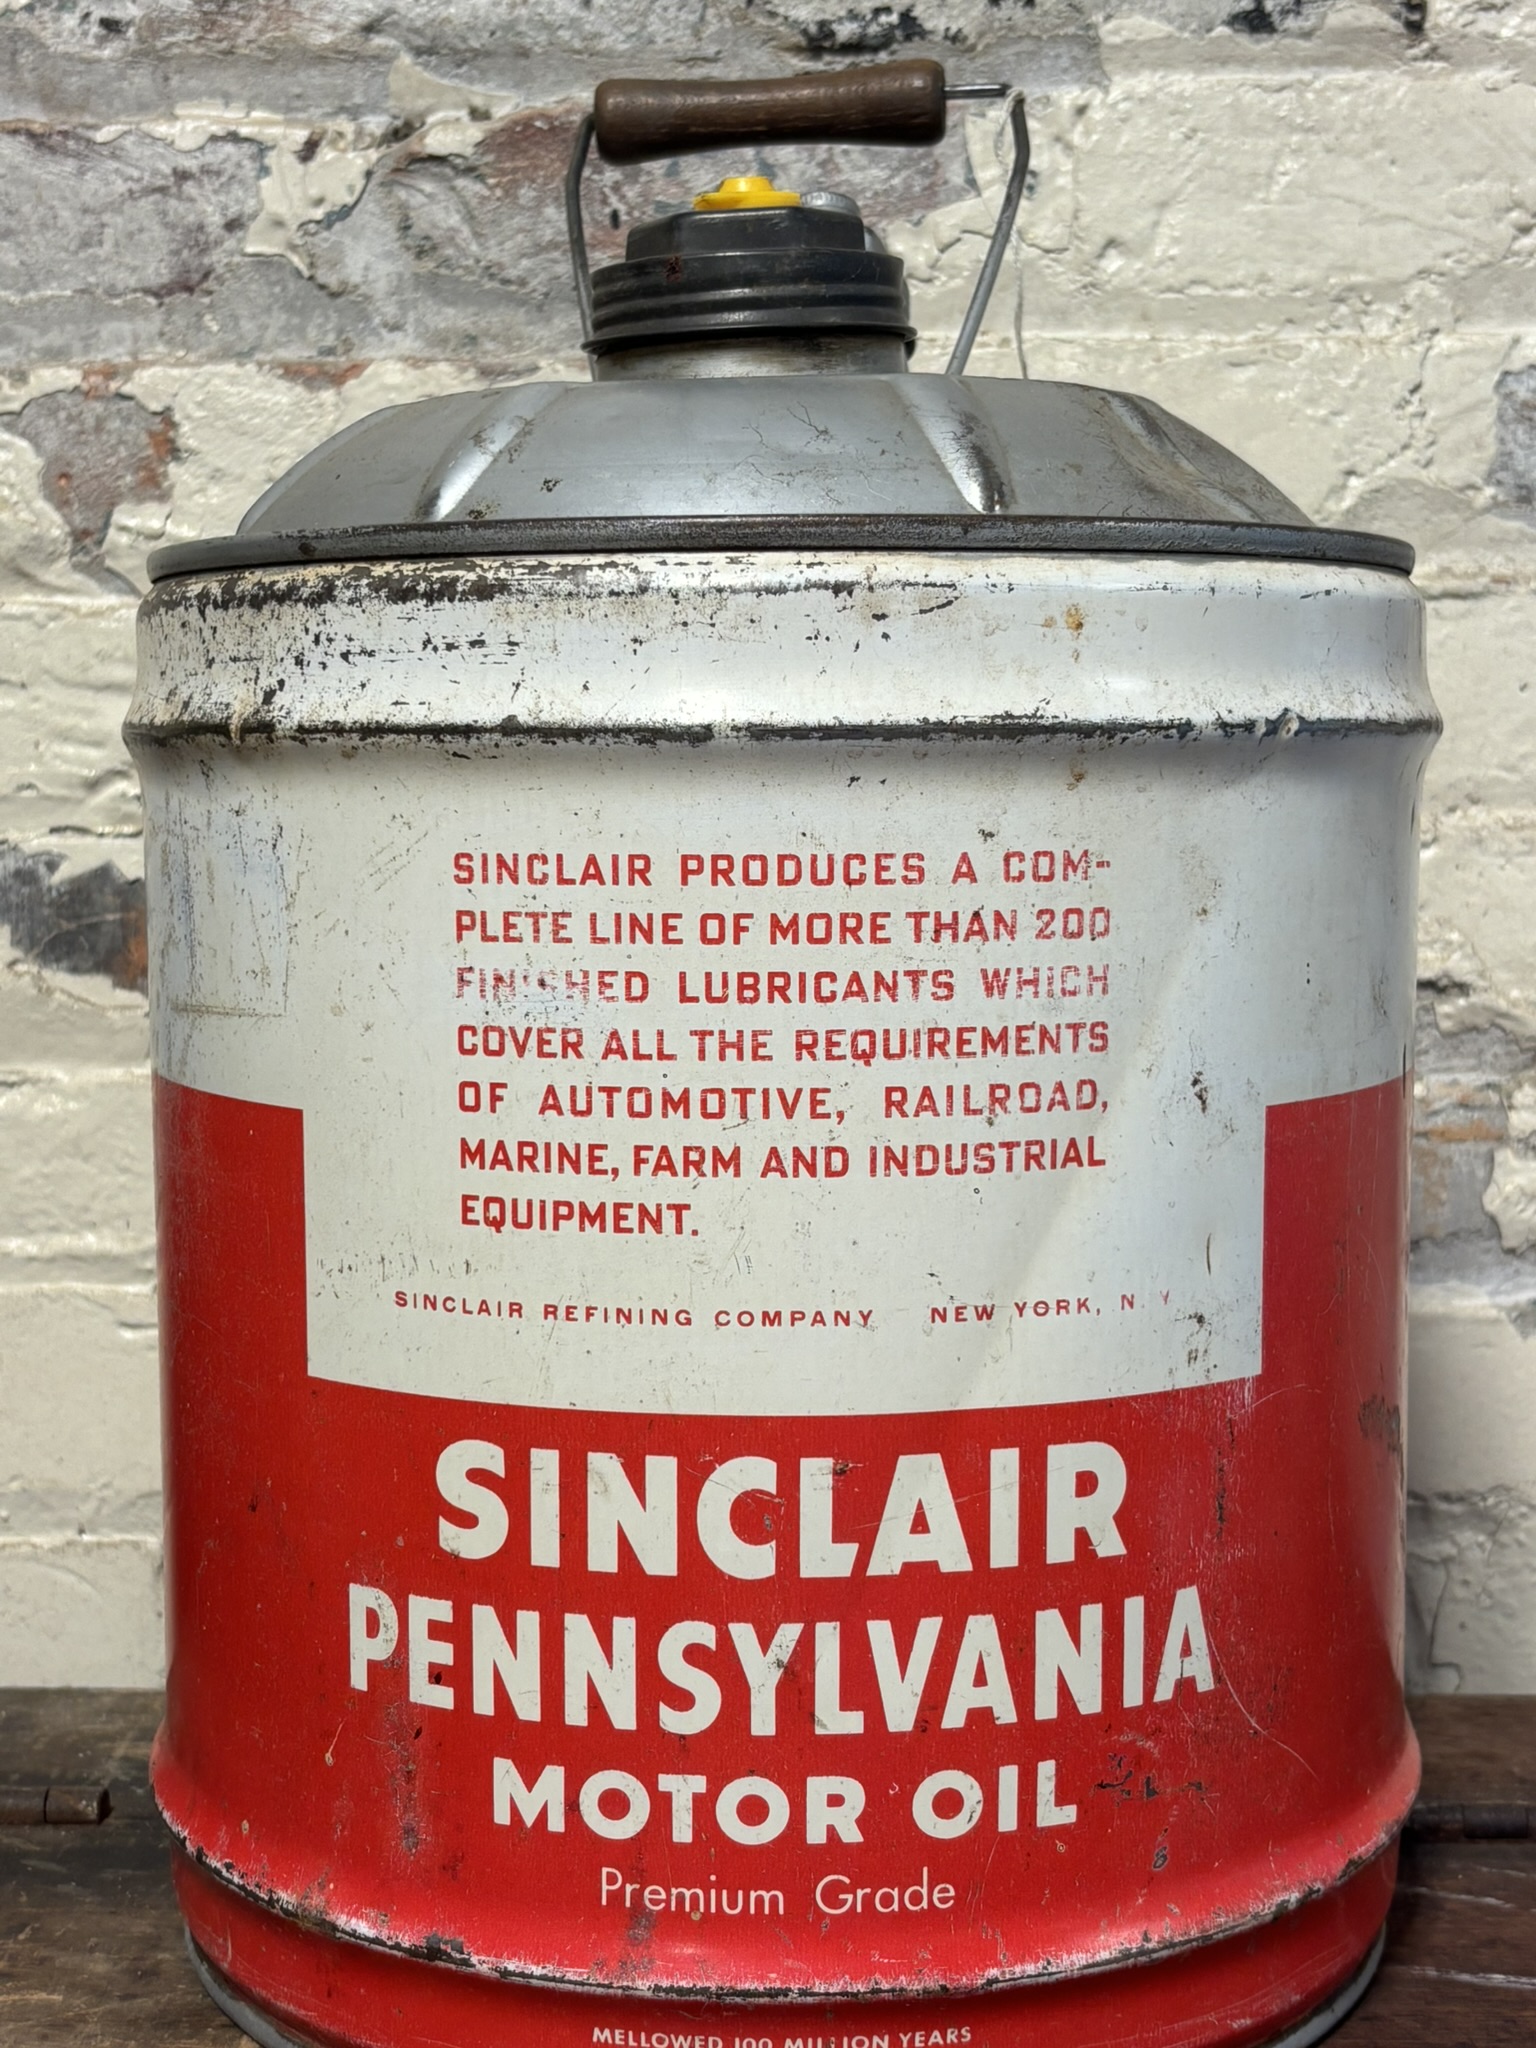 SINCLAIR PRODUCES A COM-
PLETE LINE OF MORE THAN 200
FINISHED LUBRICANTS WHICH
COVER ALL THE REQUIREMENTS
OF AUTOMOTIVE, RAILROAD,
MARINE, FARM AND INDUSTRIAL
EQUIPMENT.
SINCLAIR REFINING COMPANY NEW YORK, N. Y
SINCLAIR
PENNSYLVANIA
MOTOR OIL
Premium Grade
MELLOWED 100 MILLION YEARS